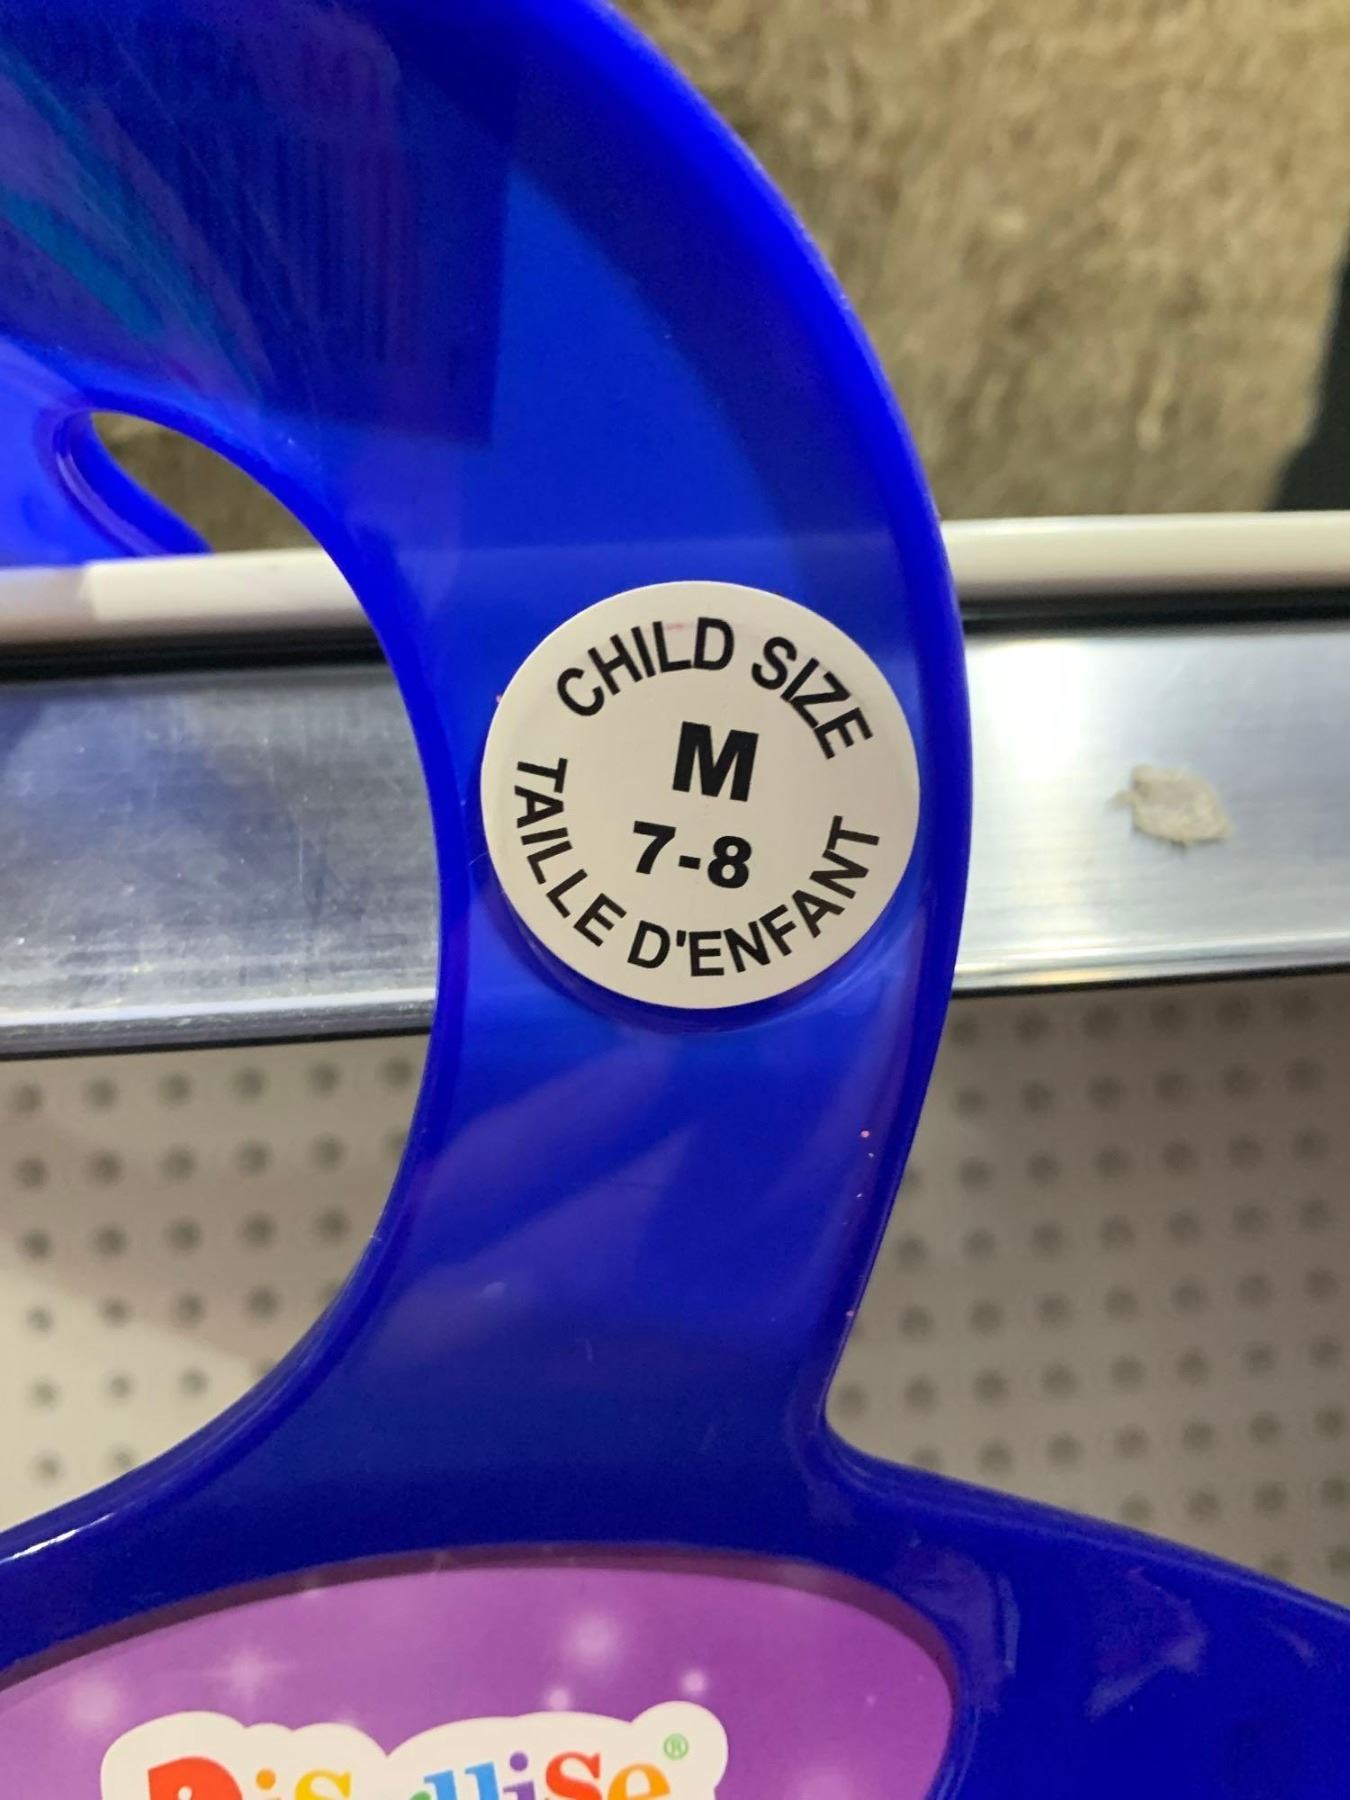 CHILD SIZE
M
7-8
TAILLE D'ENFANT